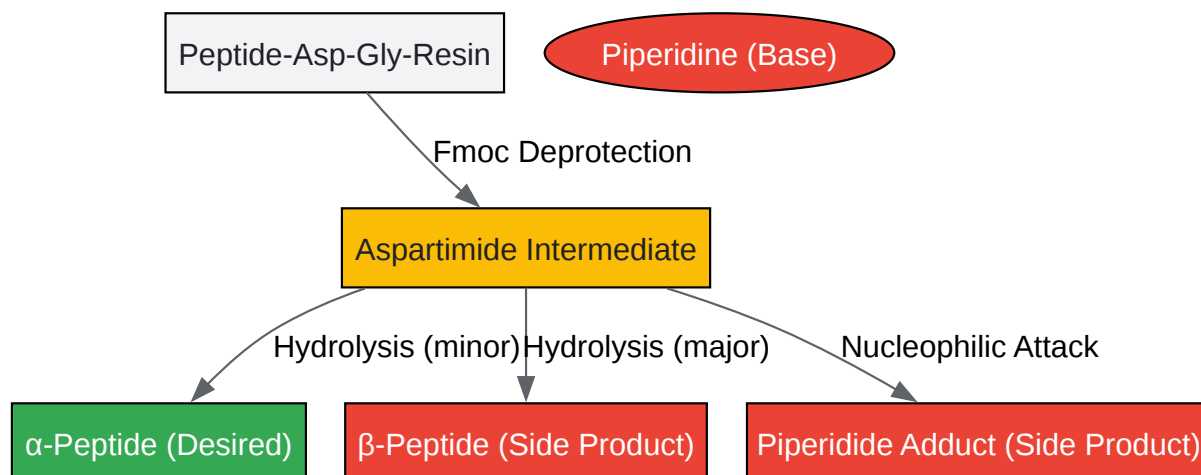 Peptide-Asp-Gly-Resin
Piperidine (Base)
Fmoc Deprotection
Aspartimide Intermediate
Hydrolysis (minor)
Hydrolysis (major)
Nucleophilic Attack
α-Peptide (Desired)
β-Peptide (Side Product)
Piperidide Adduct (Side Product)